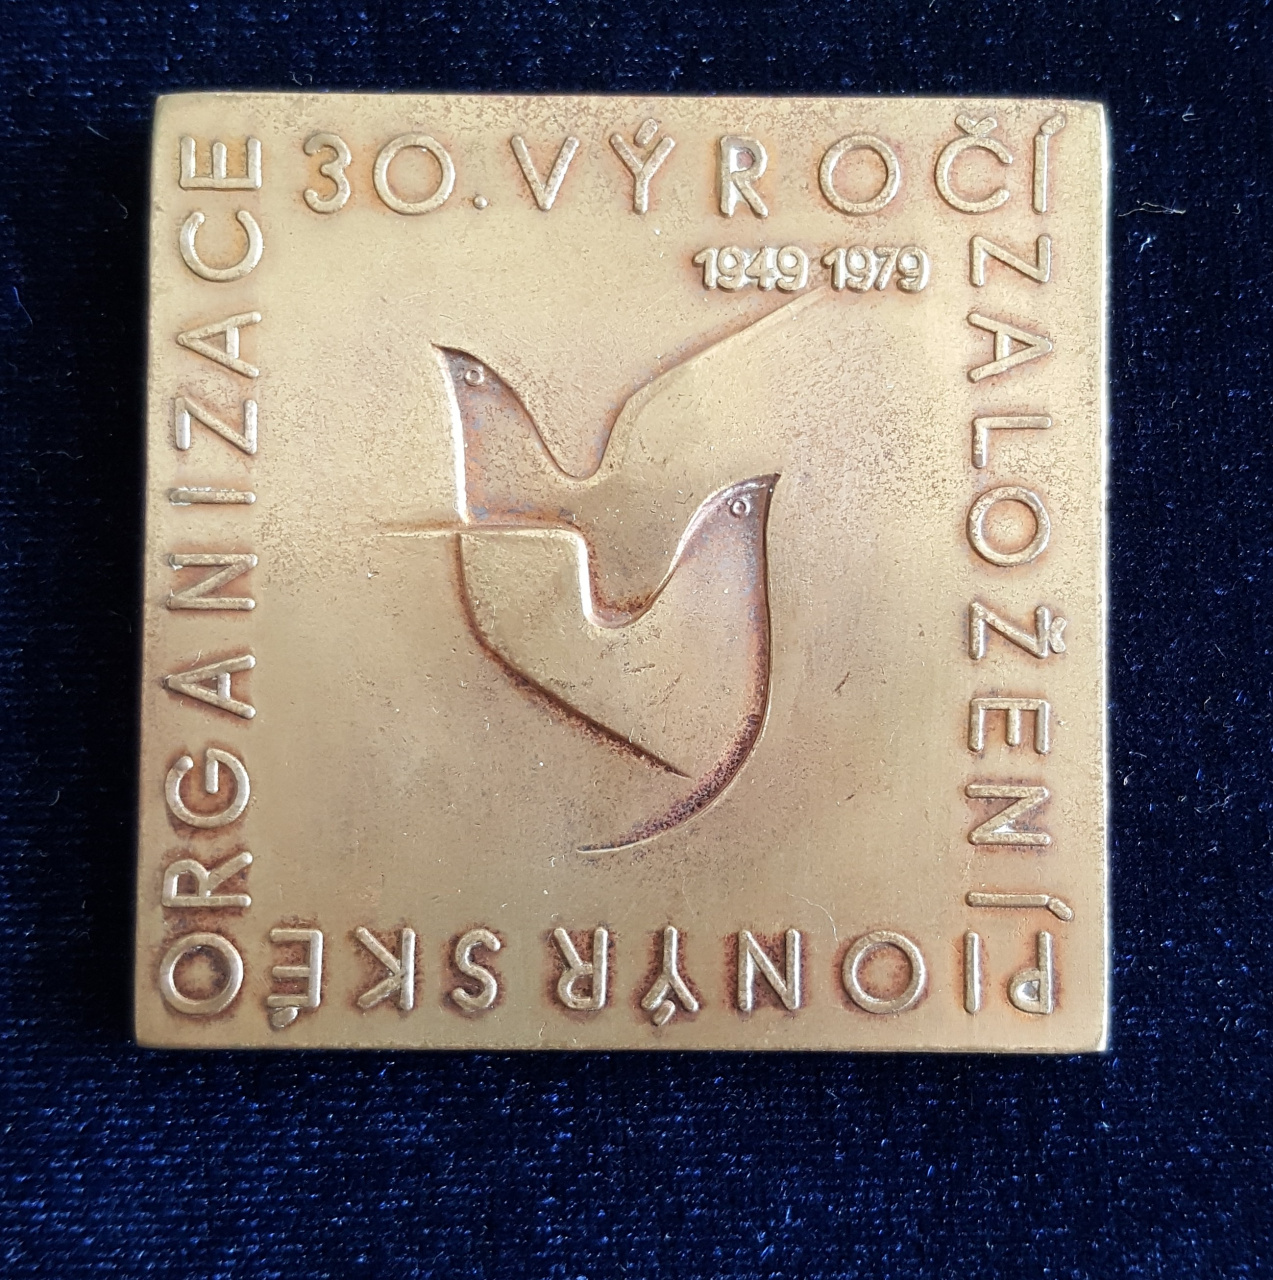 30. VÝROČÍ
1949 1979
ZALOŽENÍ
PIONÝRSKÉ
ORGANIZACE